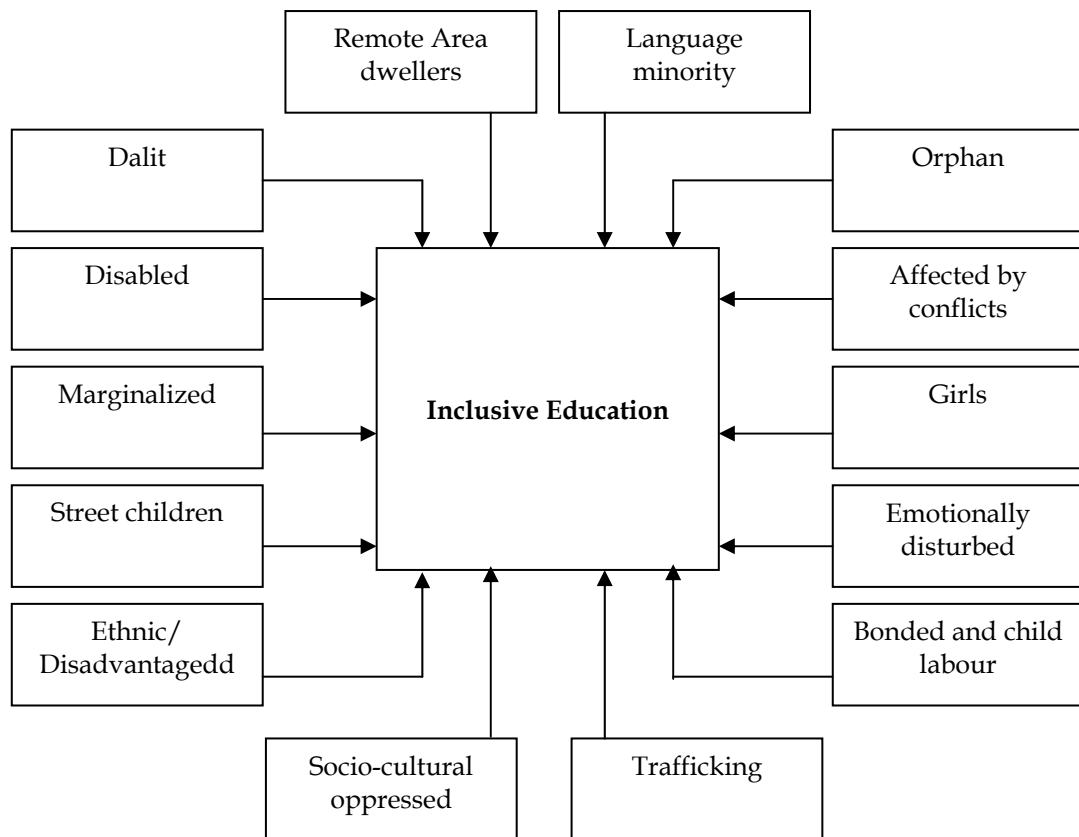 Remote Area
dwellers
Language
minority
Dalit
Orphan
Disabled
Affected by
conflicts
Marginalized
Inclusive Education
Girls
Street children
Emotionally
disturbed
Ethnic/
Disadvantagedd
Bonded and child
labour
Socio-cultural
oppressed
Trafficking